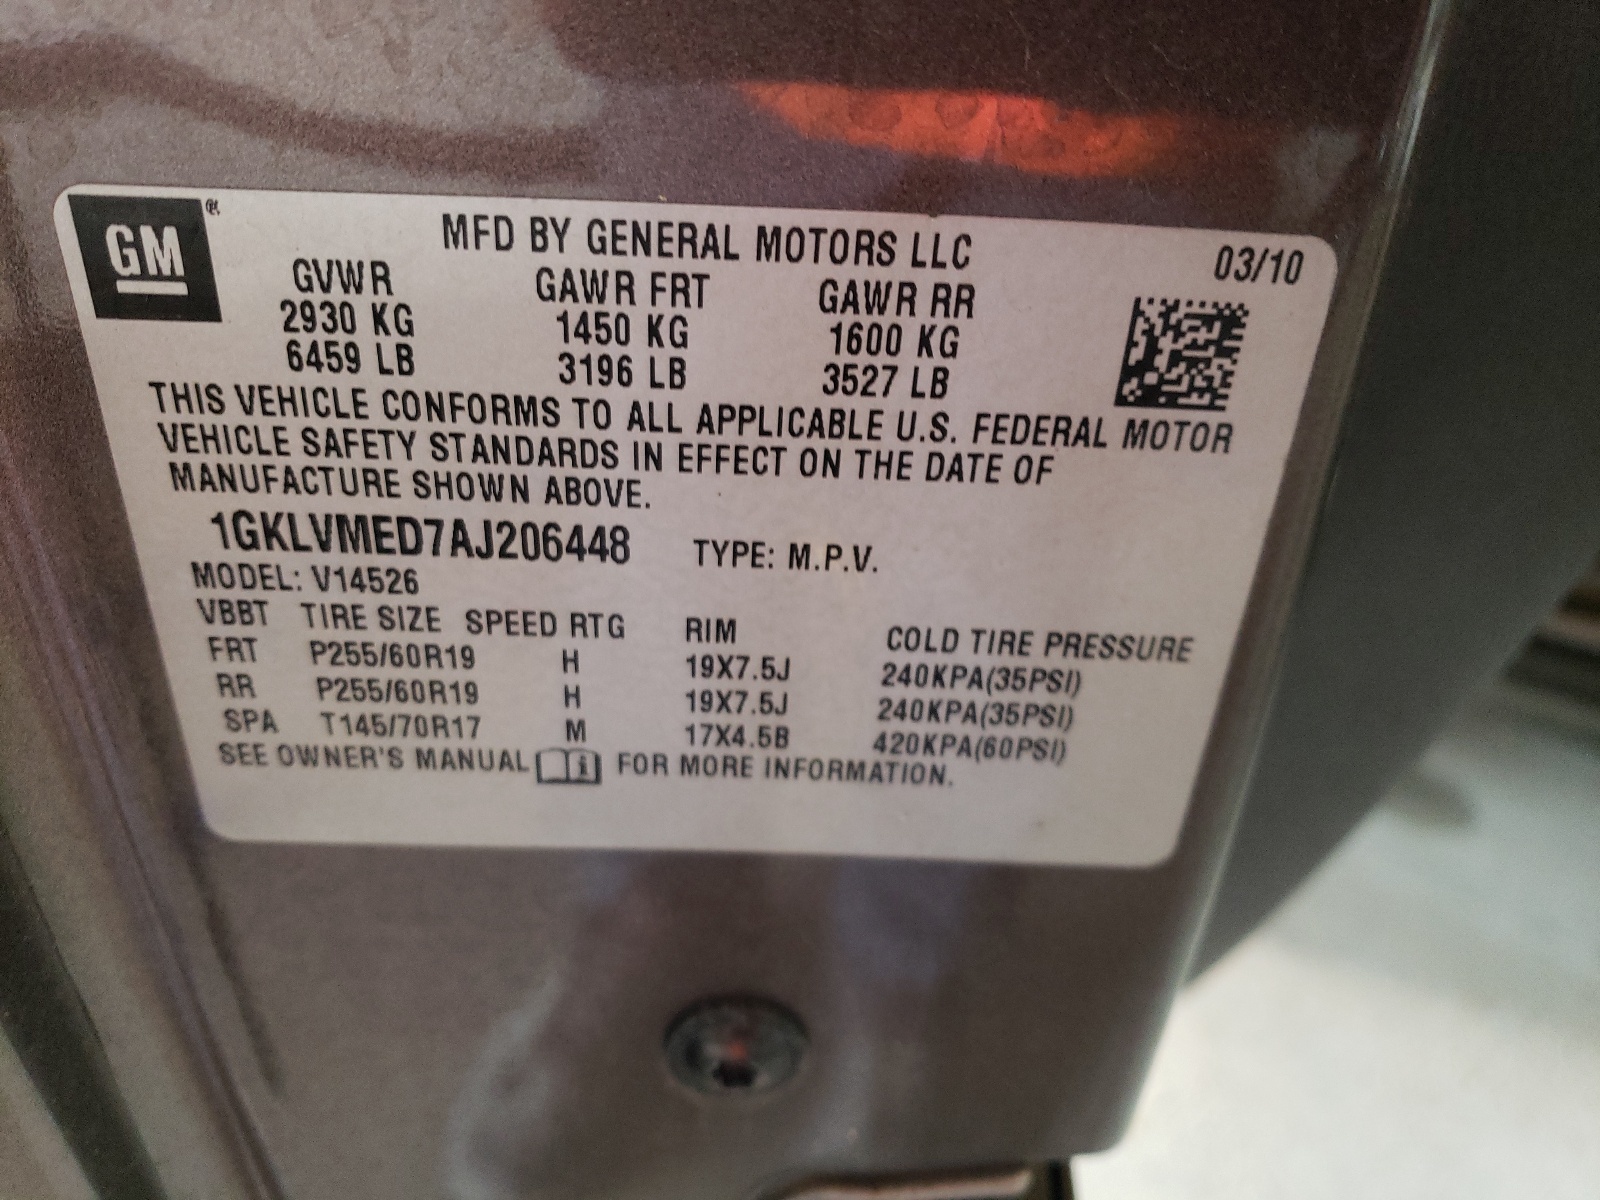 GM
MFD BY GENERAL MOTORS LLC 03/10
GVWR GAWR FRT GAWR RR
2930 KG 1450 KG 1600 KG
6459 LB 3196 LB 3527 LB
THIS VEHICLE CONFORMS TO ALL APPLICABLE U.S. FEDERAL MOTOR
VEHICLE SAFETY STANDARDS IN EFFECT ON THE DATE OF
MANUFACTURE SHOWN ABOVE.
1GKLVMED7AJ206448 TYPE: M.P.V.
MODEL: V14526
VBBT TIRE SIZE SPEED RTG RIM COLD TIRE PRESSURE
FRT P255/60R19 H 19X7.5J 240KPA(35PSI)
RR P255/60R19 H 19X7.5J 240KPA(35PSI)
SPA T145/70R17 M 17X4.5B 420KPA(60PSI)
SEE OWNER'S MANUAL FOR MORE INFORMATION.